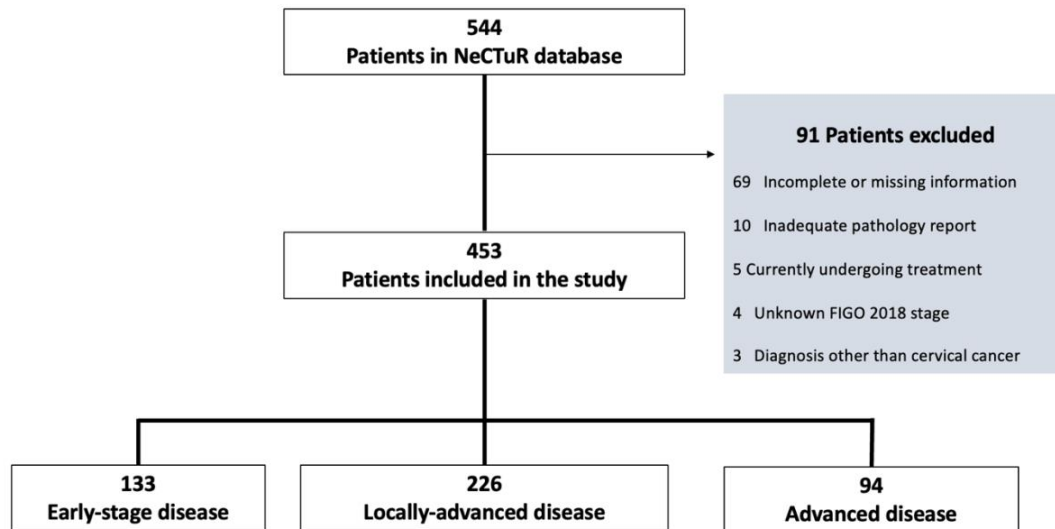 544
Patients in NeCTuR database
91 Patients excluded
69 Incomplete or missing information
10 Inadequate pathology report
5 Currently undergoing treatment
4 Unknown FIGO 2018 stage
3 Diagnosis other than cervical cancer
453
Patients included in the study
133
Early-stage disease
226
Locally-advanced disease
94
Advanced disease